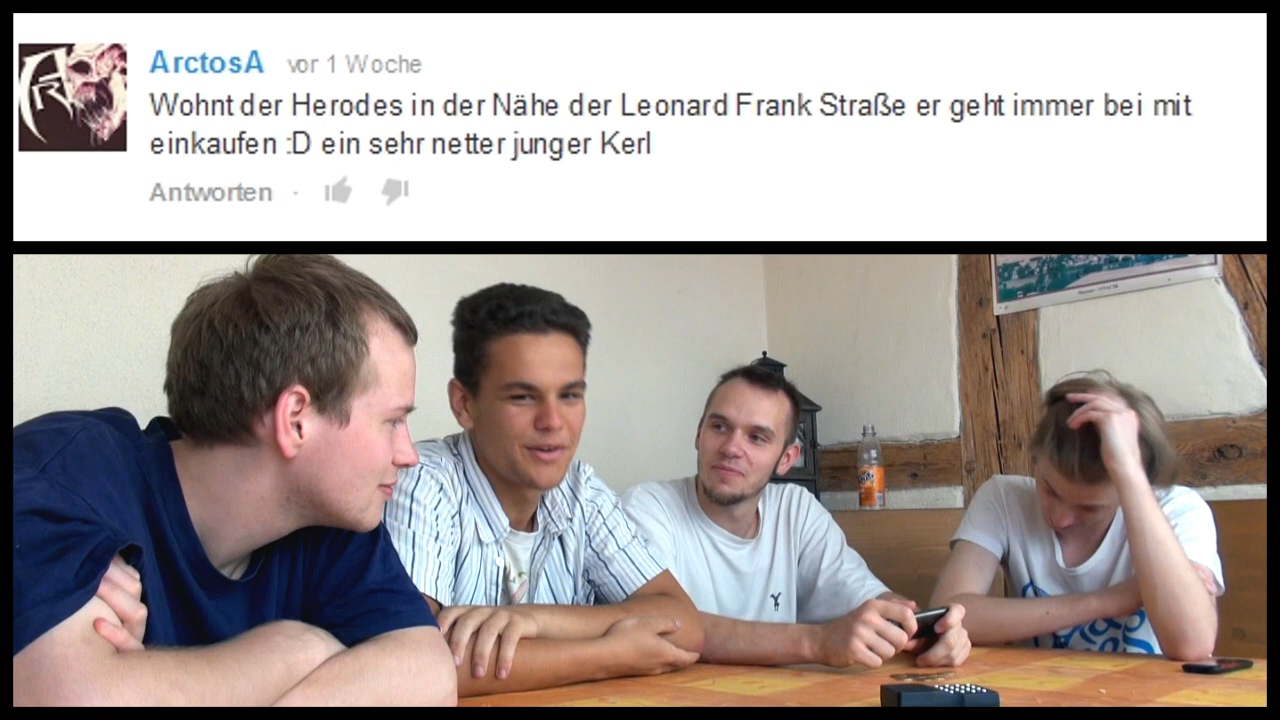 ArctosA vor 1 Woche
Wohnt der Herodes in der Nähe der Leonard Frank Straße er geht immer bei mit
einkaufen :D ein sehr netter junger Kerl
Antworten ·